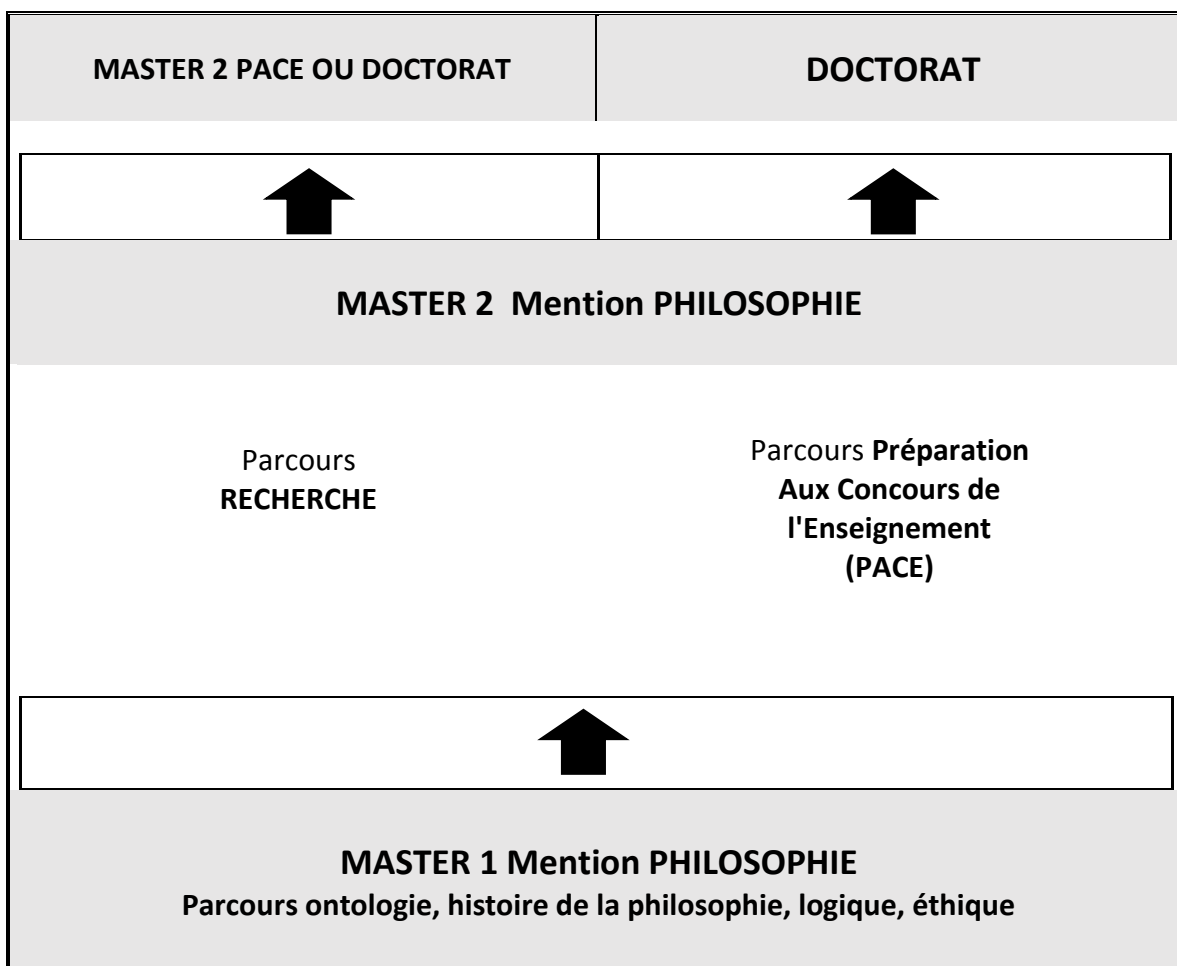 MASTER 2 PACE OU DOCTORAT
DOCTORAT
MASTER 2 Mention PHILOSOPHIE
Parcours
RECHERCHE
Parcours Préparation
Aux Concours de
l'Enseignement
(PACE)
MASTER 1 Mention PHILOSOPHIE
Parcours ontologie, histoire de la philosophie, logique, éthique